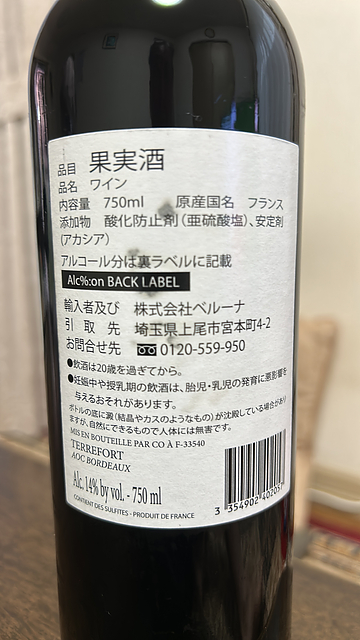 品目 果実酒
品名 ワイン
内容量 750ml 原産国名 フランス
添加物 酸化防止剤(亜硫酸塩)、安定剤
(アカシア)
アルコール分は裏ラベルに記載
Alc%:on BACK LABEL
輸入者及び 株式会社ベルーナ
引取先 埼玉県上尾市宮本町4-2
お問合せ先 0120-559-950
●飲酒は20歳を過ぎてから。
●妊娠中や授乳期の飲酒は、胎児・乳児の発育に悪影響を
与えるおそれがあります。
ボトルの底に澱(結晶やカスのようなもの)が沈殿している場合があり
ますが、自然にできるもので人体には無害です。
MIS EN BOUTEILLE PAR CO À F-33540
TERREFORT
AOC BORDEAUX
Alc. 14% by vol. - 750 ml
CONTIENT DES SULFITES - PRODUIT DE FRANCE
3 354902 402057